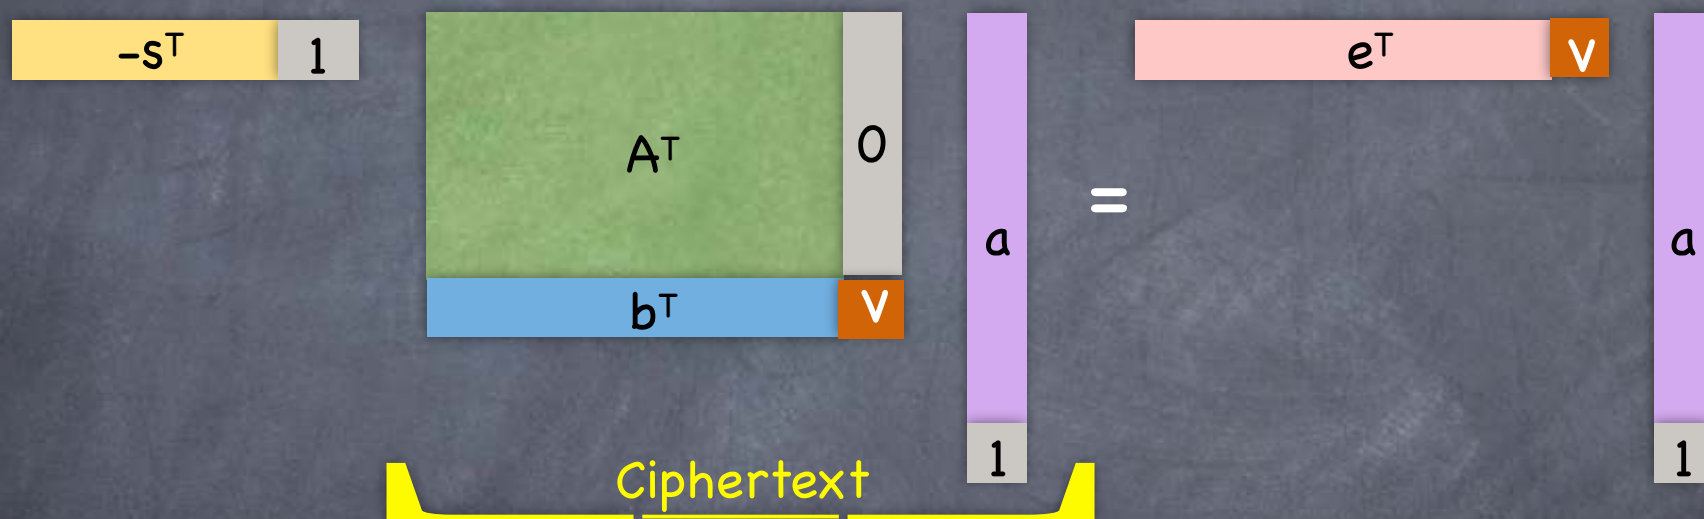 -sᵀ 1
Aᵀ 0
a
=
eᵀ v
a
bᵀ v
1
1
Ciphertext